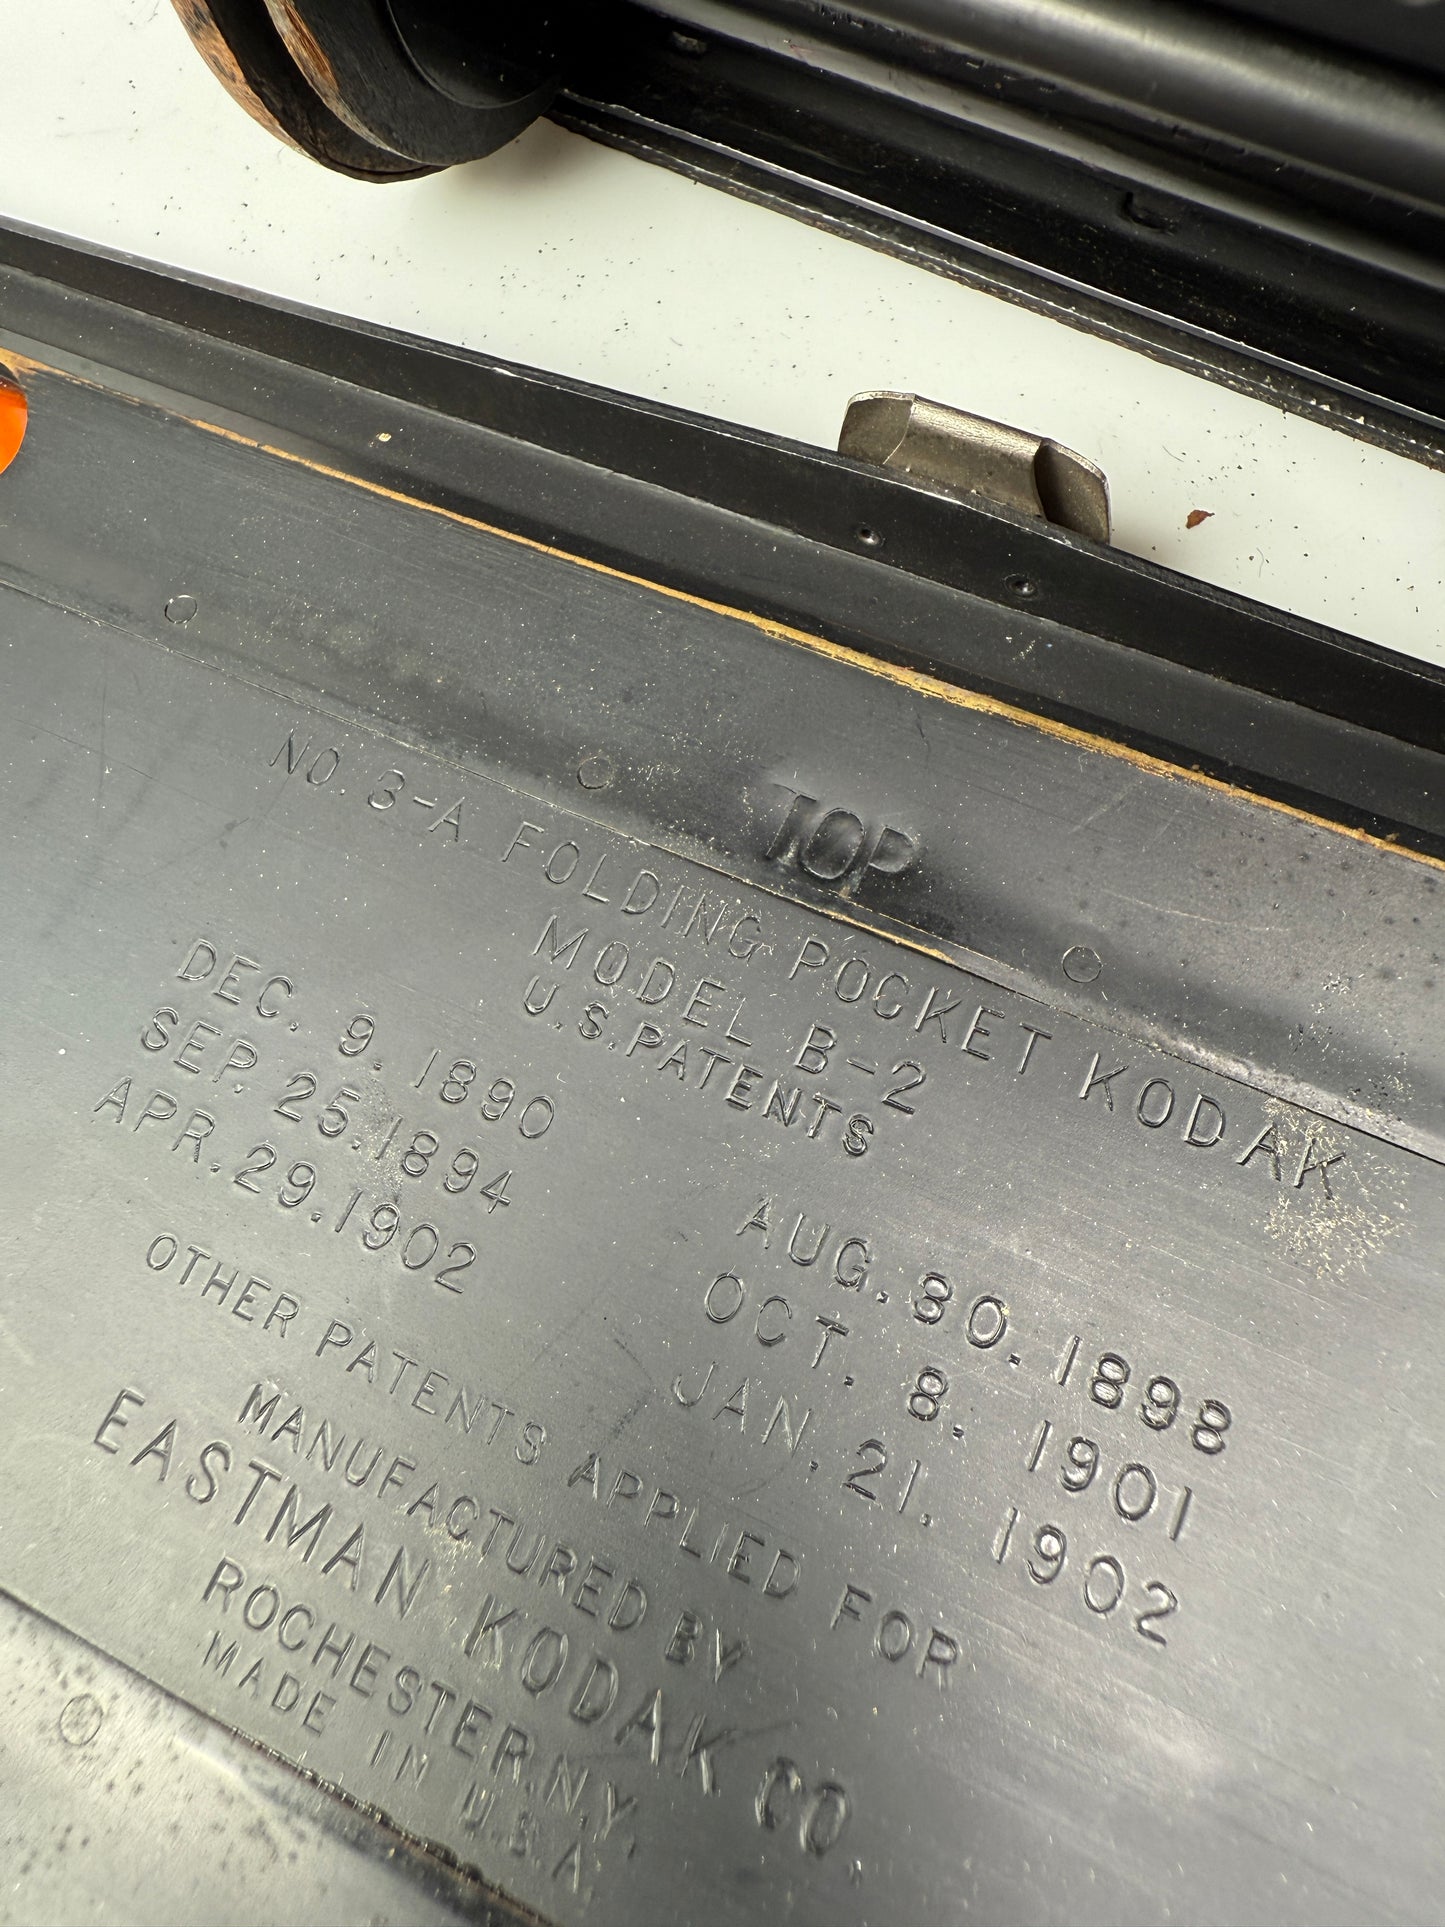 TOP
NO. 3-A FOLDING POCKET KODAK
MODEL B-2
U.S. PATENTS
DEC. 9. 1890
AUG. 30. 1898
SEP. 25. 1894
OCT. 8. 1901
APR. 29. 1902
JAN. 21. 1902
OTHER PATENTS APPLIED FOR
MANUFACTURED BY
EASTMAN KODAK CO.
ROCHESTER, N.Y.
MADE IN U.S.A.